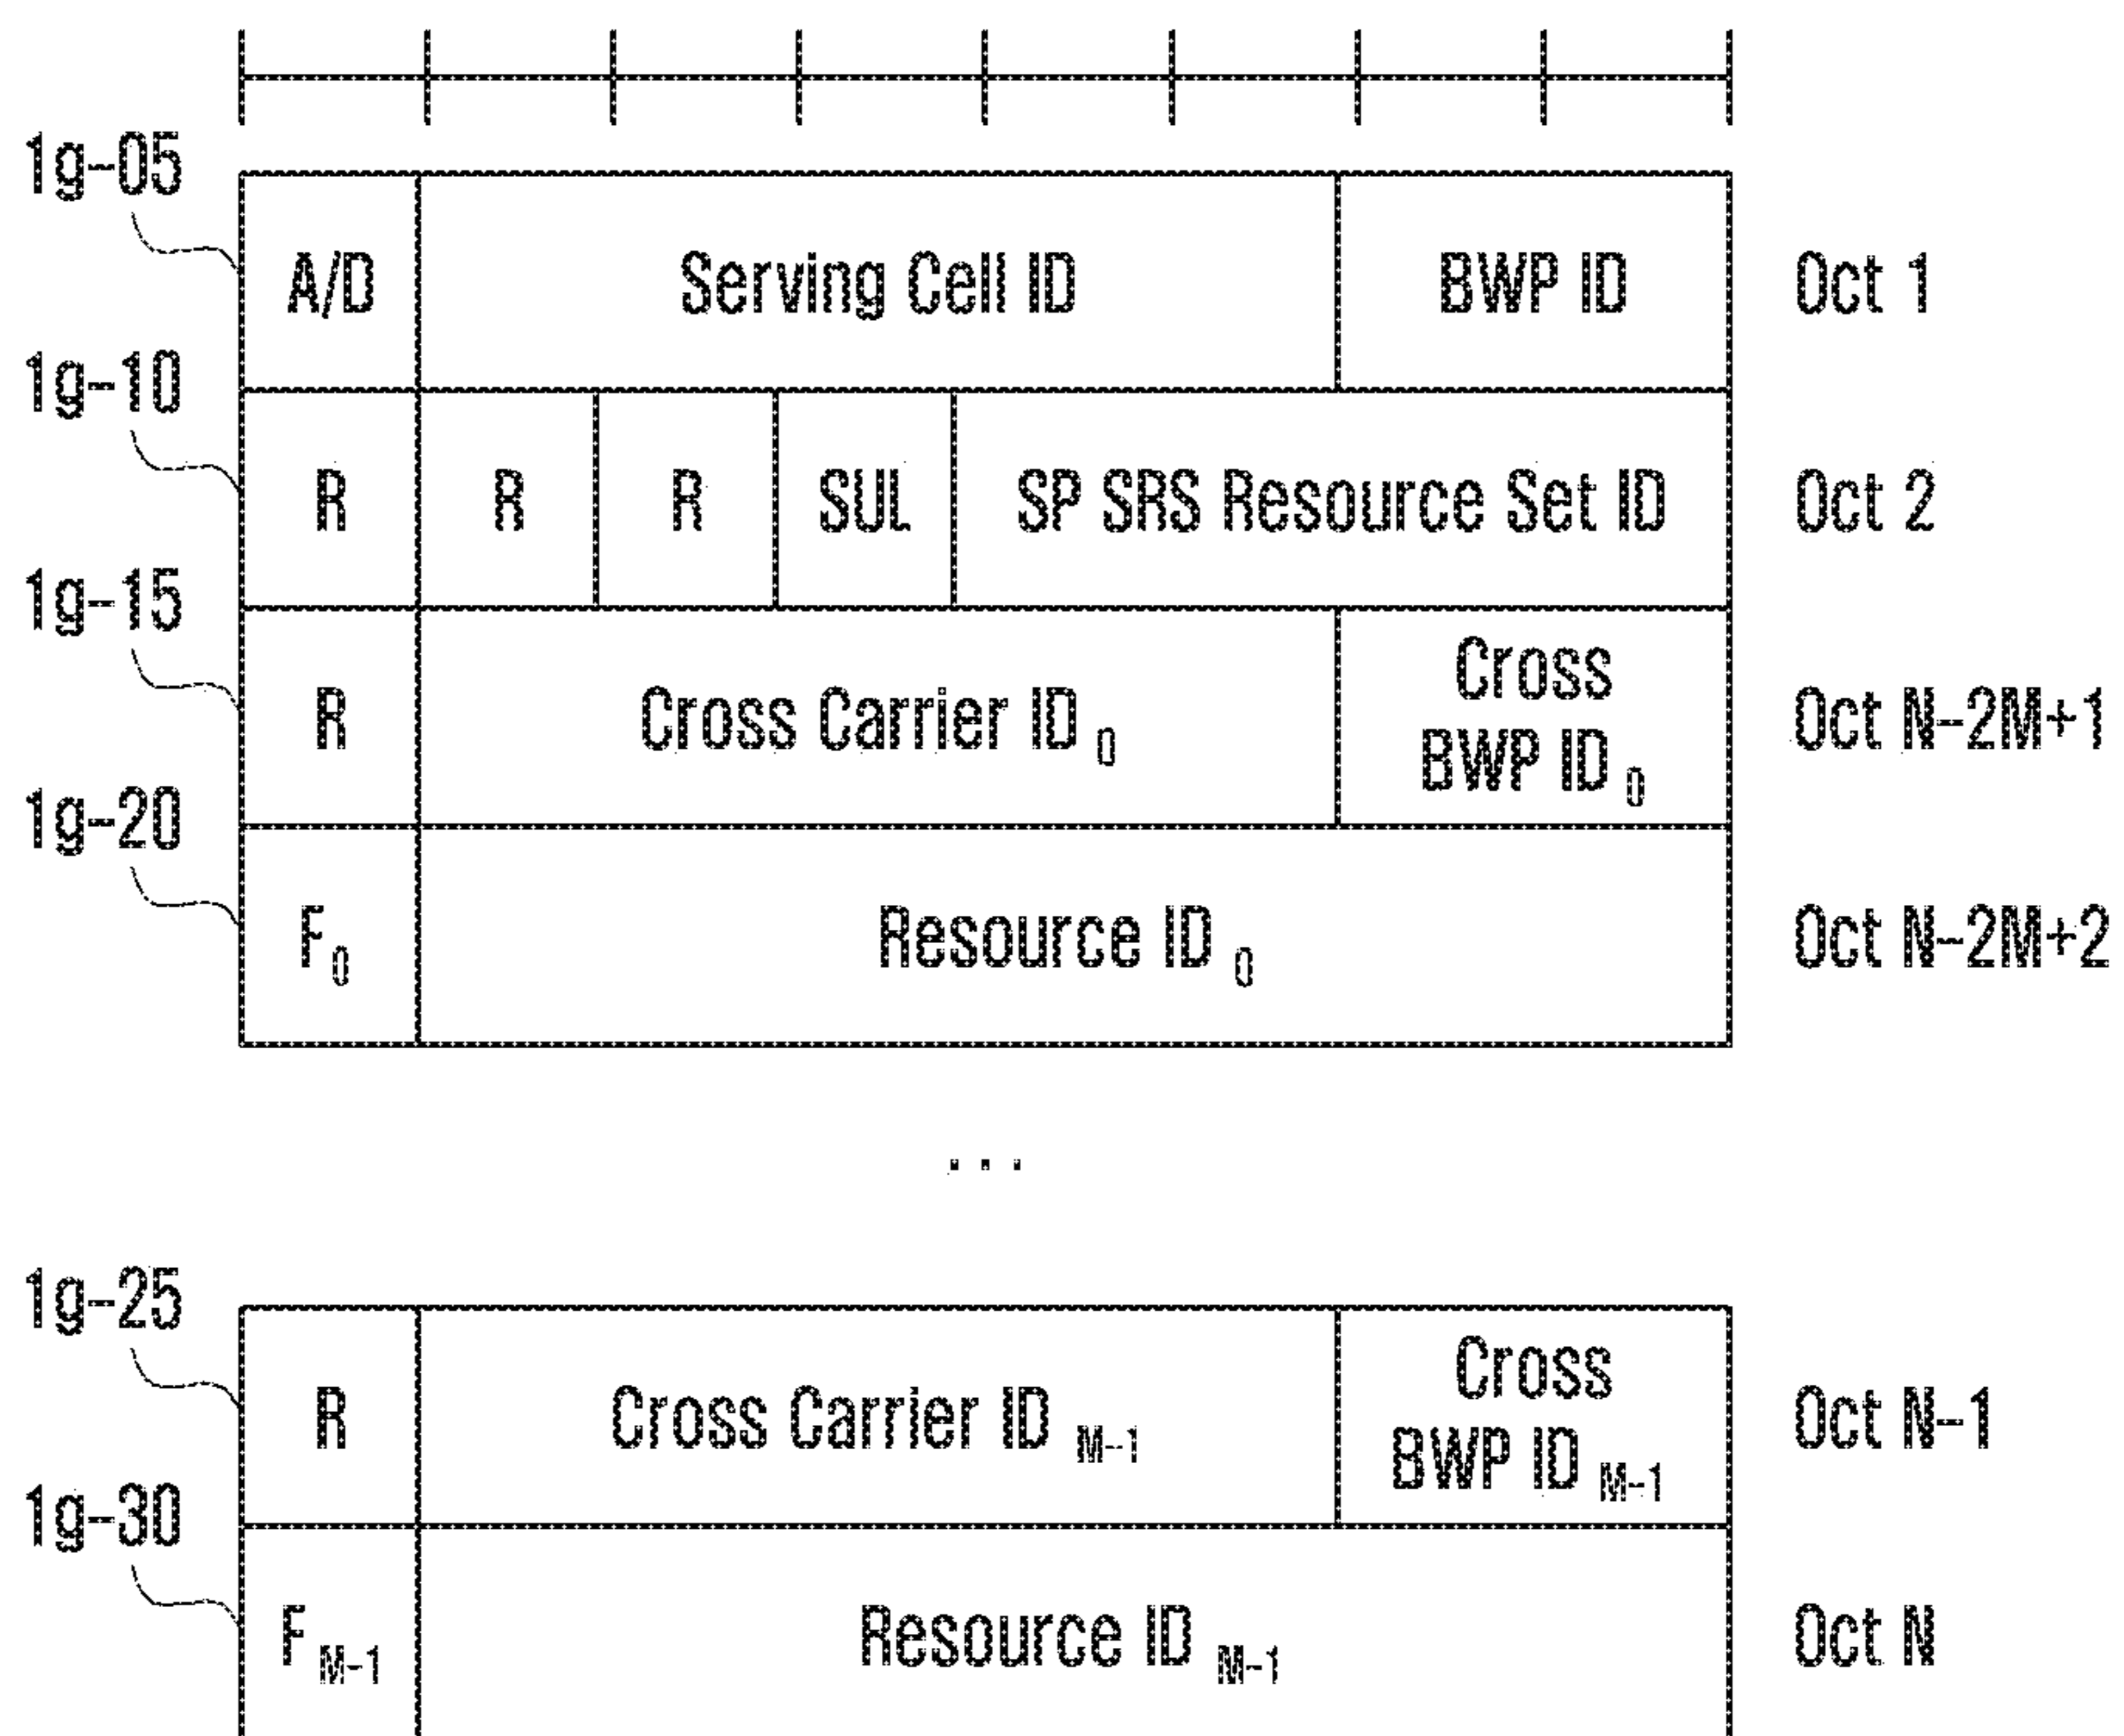 1g-05
A/D Serving Cell ID BWP ID Oct 1
1g-10
R R R SUL SP SRS Resource Set ID Oct 2
1g-15
R Cross Carrier ID 0 Cross BWP ID 0 Oct N-2M+1
1g-20
F0 Resource ID 0 Oct N-2M+2
...
1g-25
R Cross Carrier ID M-1 Cross BWP ID M-1 Oct N-1
1g-30
F M-1 Resource ID M-1 Oct N